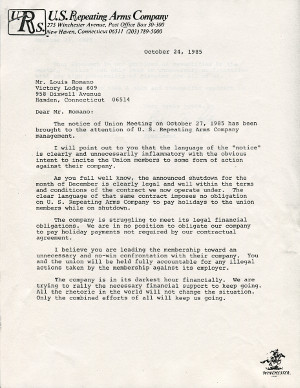 URAs.
U.S. Repeating Arms Company
275 Winchester Avenue, Post Office Box 30-300
New Haven, Connecticut 06511 (203) 789-5000
October 24, 1985
Mr. Louis Romano
Victory Lodge 609
958 Dixwell Avenue
Hamden, Connecticut 06514
Dear Mr. Romano:
The notice of Union Meeting on October 27, 1985 has been
brought to the attention of U. S. Repeating Arms Company
management.
I will point out to you that the language of the "notice"
is clearly and unnecessarily inflammatory with the obvious
intent to incite the Union members to some form of action
against their company.
As you full well know, the announced shutdown for the
month of December is clearly legal and well within the terms
and conditions of the contract we now operate under. The
clear language of that same contract imposes no obligation
on U. S. Repeating Arms Company to pay holidays to the union
members while on shutdown.
The company is struggling to meet its legal financial
obligations. We are in no position to obligate our company
to pay holiday payments not required by our contractual
agreement.
I believe you are leading the membership toward an
unnecessary and no-win confrontation with their company. You
and the union will be held fully accountable for any illegal
actions taken by the membership against its employer.
The company is in its darkest hour financially. We are
trying to rally the necessary financial support to keep going.
All the rhetoric in the world will not change the situation.
Only the combined efforts of all will keep us going.
WINCHESTER